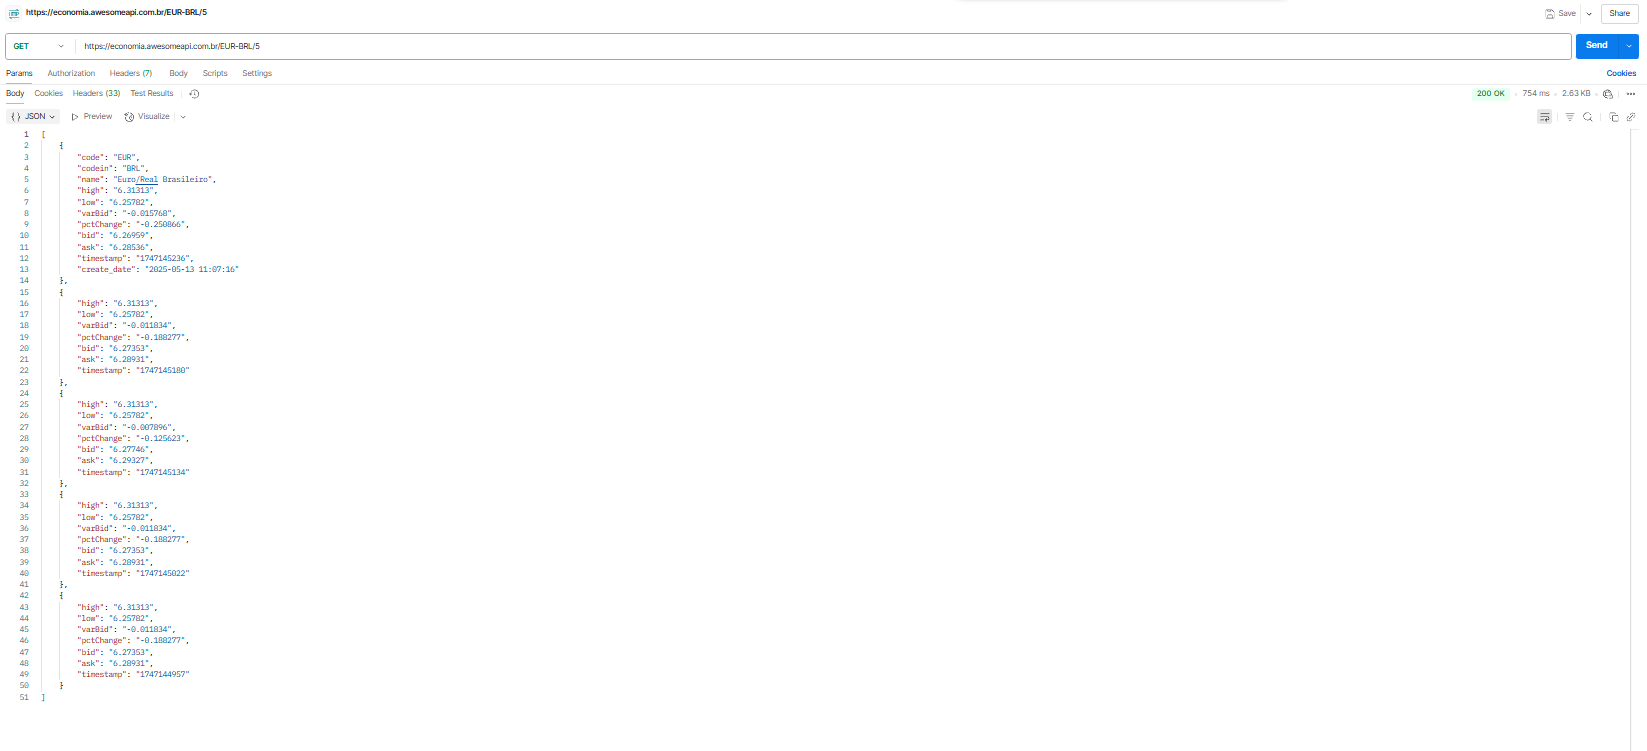 https://economia.awesomeapi.com.br/EUR-BRL/5
Save
Share
GET
https://economia.awesomeapi.com.br/EUR-BRL/5
Send
Params Authorization Headers (7) Body Scripts Settings
Cookies
Body Cookies Headers (33) Test Results
200 OK 754 ms 2.63 KB
{} JSON Preview Visualize
1 [
2 {
3 "code": "EUR",
4 "codein": "BRL",
5 "name": "Euro/Real Brasileiro",
6 "high": "6.31313",
7 "low": "6.25782",
8 "varBid": "-0.015768",
9 "pctChange": "-0.250866",
10 "bid": "6.26959",
11 "ask": "6.28536",
12 "timestamp": "1747145236",
13 "create_date": "2025-05-13 11:07:16"
14 },
15 {
16 "high": "6.31313",
17 "low": "6.25782",
18 "varBid": "-0.011834",
19 "pctChange": "-0.188277",
20 "bid": "6.27353",
21 "ask": "6.28931",
22 "timestamp": "1747145180"
23 },
24 {
25 "high": "6.31313",
26 "low": "6.25782",
27 "varBid": "-0.007896",
28 "pctChange": "-0.125623",
29 "bid": "6.27746",
30 "ask": "6.29327",
31 "timestamp": "1747145134"
32 },
33 {
34 "high": "6.31313",
35 "low": "6.25782",
36 "varBid": "-0.011834",
37 "pctChange": "-0.188277",
38 "bid": "6.27353",
39 "ask": "6.28931",
40 "timestamp": "1747145022"
41 },
42 {
43 "high": "6.31313",
44 "low": "6.25782",
45 "varBid": "-0.011834",
46 "pctChange": "-0.188277",
47 "bid": "6.27353",
48 "ask": "6.28931",
49 "timestamp": "1747144957"
50 }
51 ]